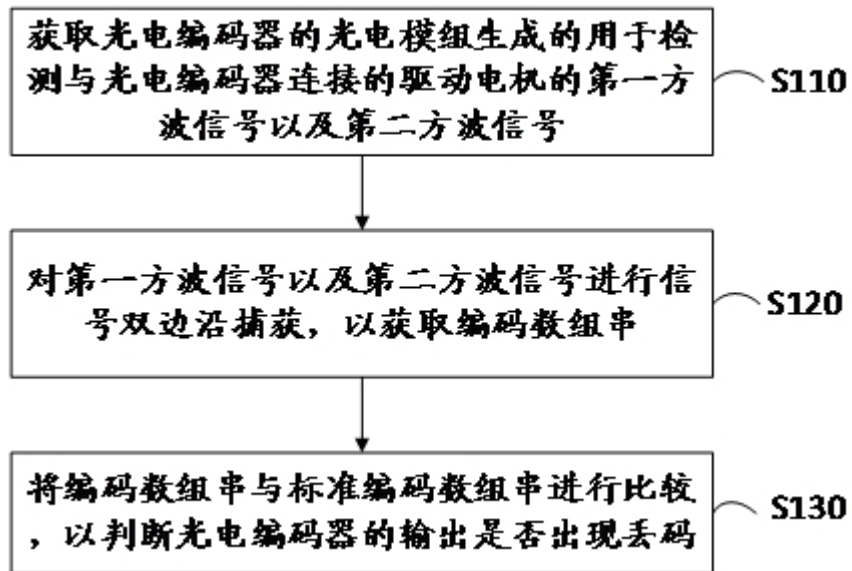 获取光电编码器的光电模组生成的用于检
测与光电编码器连接的驱动电机的第一方
波信号以及第二方波信号
S110
对第一方波信号以及第二方波信号进行信
号双边沿捕获，以获取编码数组串
S120
将编码数组串与标准编码数组串进行比较
，以判断光电编码器的输出是否出现丢码
S130